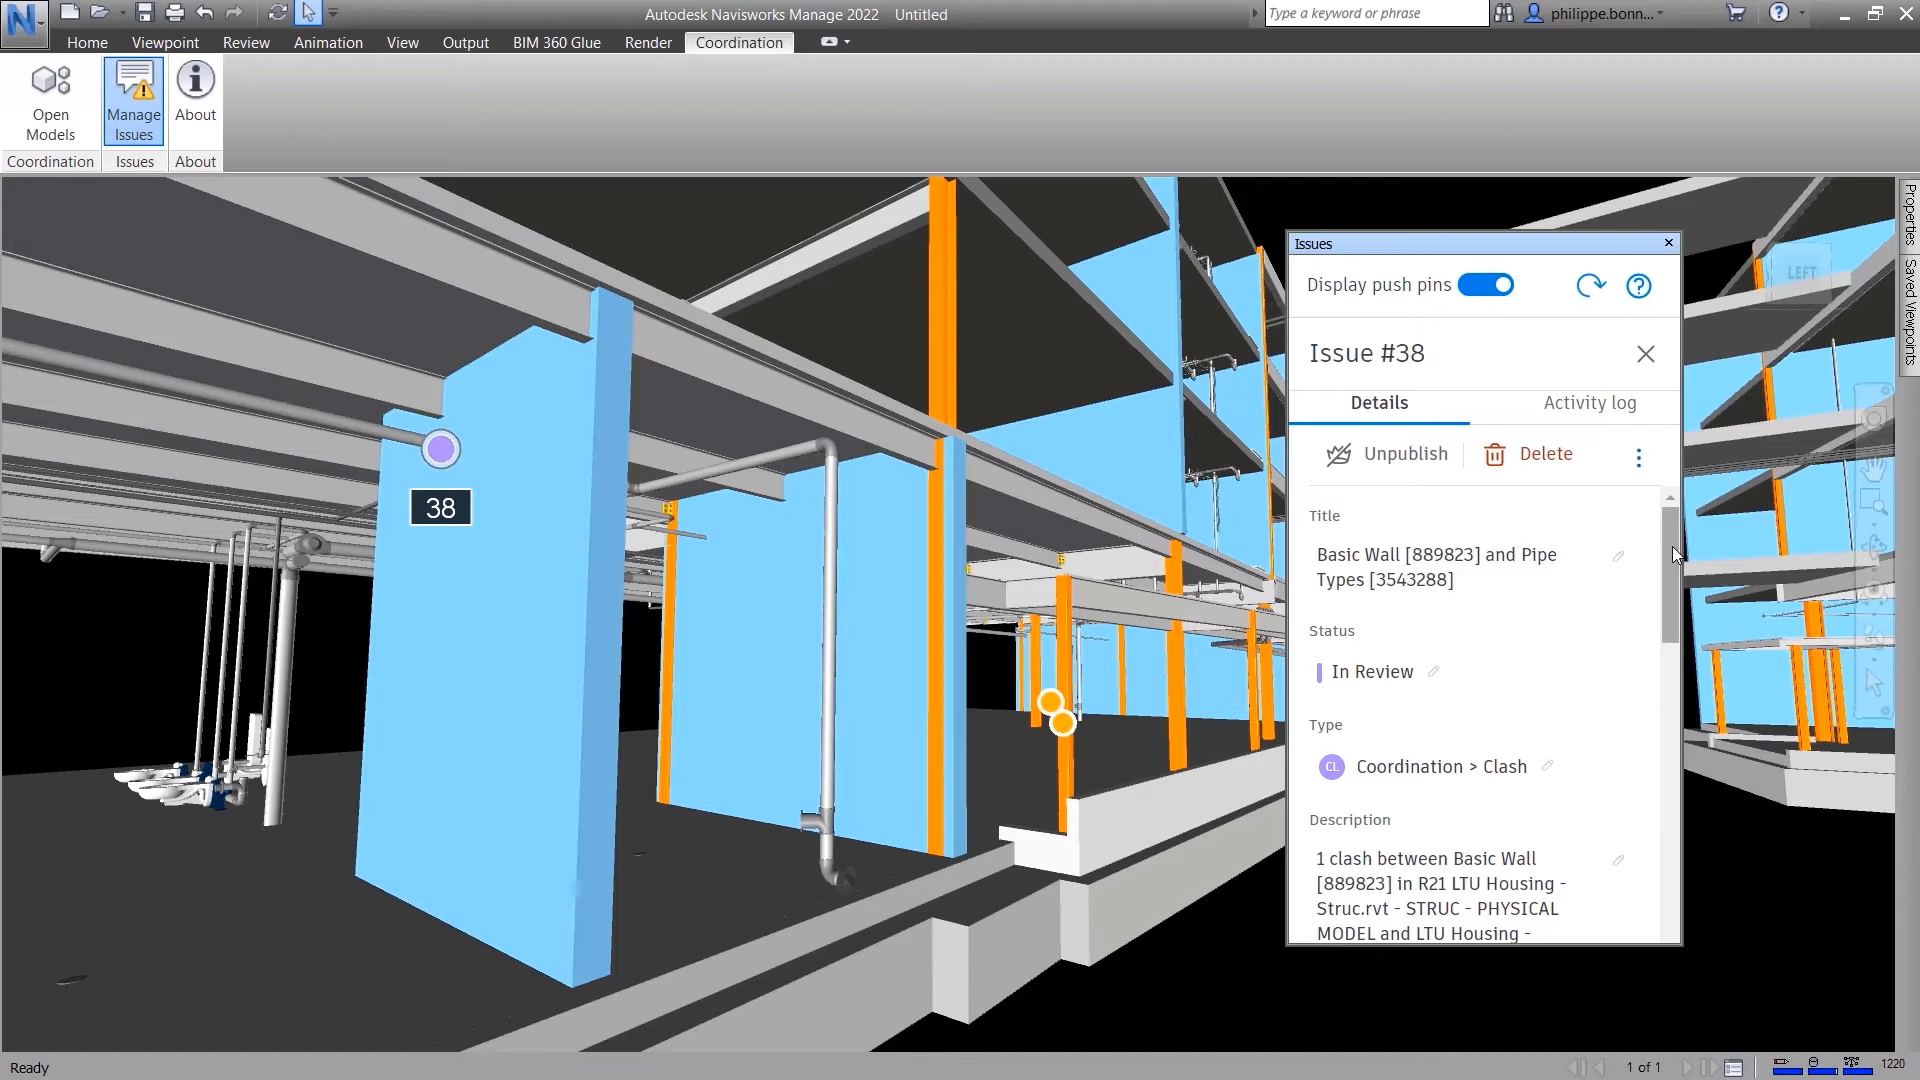 Autodesk Navisworks Manage 2022 Untitled
Type a keyword or phrase
philippe.bonn...
Home Viewpoint Review Animation View Output BIM 360 Glue Render Coordination
Open
Models
Manage
Issues
About
Coordination Issues About
Properties
Saved Viewpoints
LEFT
38
Issues
Display push pins
Issue #38
Details Activity log
Unpublish Delete
Title
Basic Wall [889823] and Pipe
Types [3543288]
Status
In Review
Type
CL Coordination > Clash
Description
1 clash between Basic Wall
[889823] in R21 LTU Housing -
Struc.rvt - STRUC - PHYSICAL
MODEL and LTU Housing -
Ready
1 of 1
1220